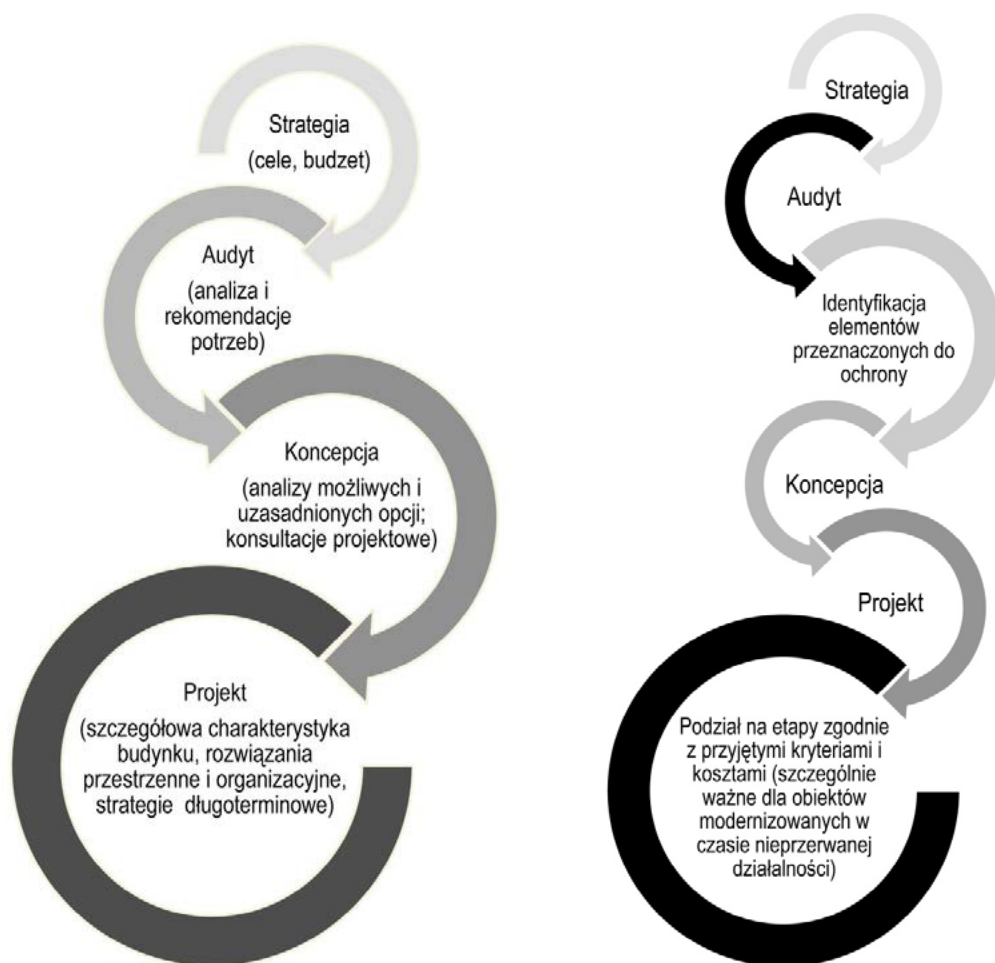 Strategia
(cele, budzet)
Audyt
(analiza i
rekomendacje
potrzeb)
Koncepcja
(analizy możliwych i
uzasadnionych opcji;
konsultacje projektowe)
Projekt
(szczegółowa charakterystyka
budynku, rozwiązania
przestrzenne i organizacyjne,
strategie długoterminowe)
Strategia
Audyt
Identyfikacja
elementów
przeznaczonych do
ochrony
Koncepcja
Projekt
Podział na etapy zgodnie
z przyjętymi kryteriami i
kosztami (szczególnie
ważne dla obiektów
modernizowanych w
czasie nieprzerwanej
działalności)